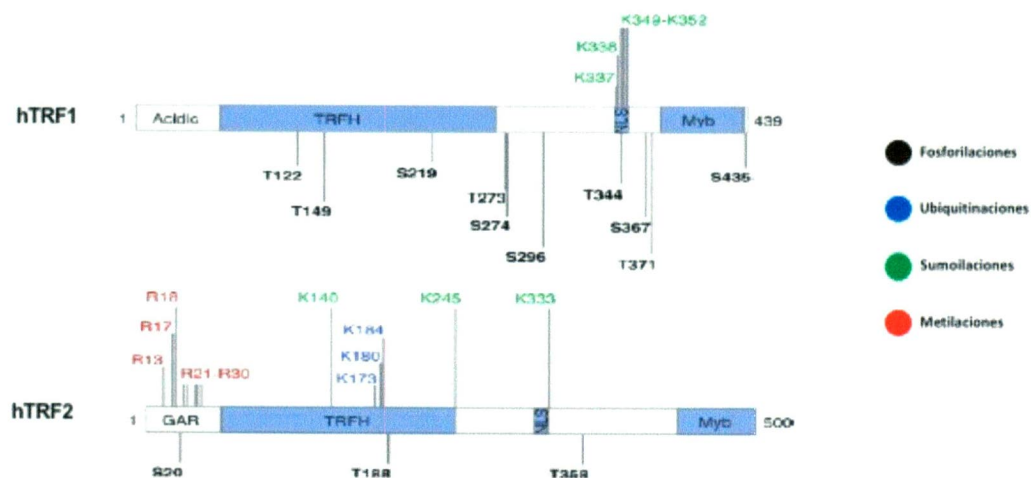 K349-K352
K338
K337
hTRF1
1
Acidic
TRFH
NLS
Myb
439
T122
T149
S219
T273
S274
S296
T344
S367
T371
S435
Fosforilaciones
Ubiquitinaciones
Sumoilaciones
Metilaciones
R18
R17
R13
R21-R30
K140
K184
K180
K173
K245
K333
hTRF2
1
GAR
TRFH
NLS
Myb
500
S20
T188
T358